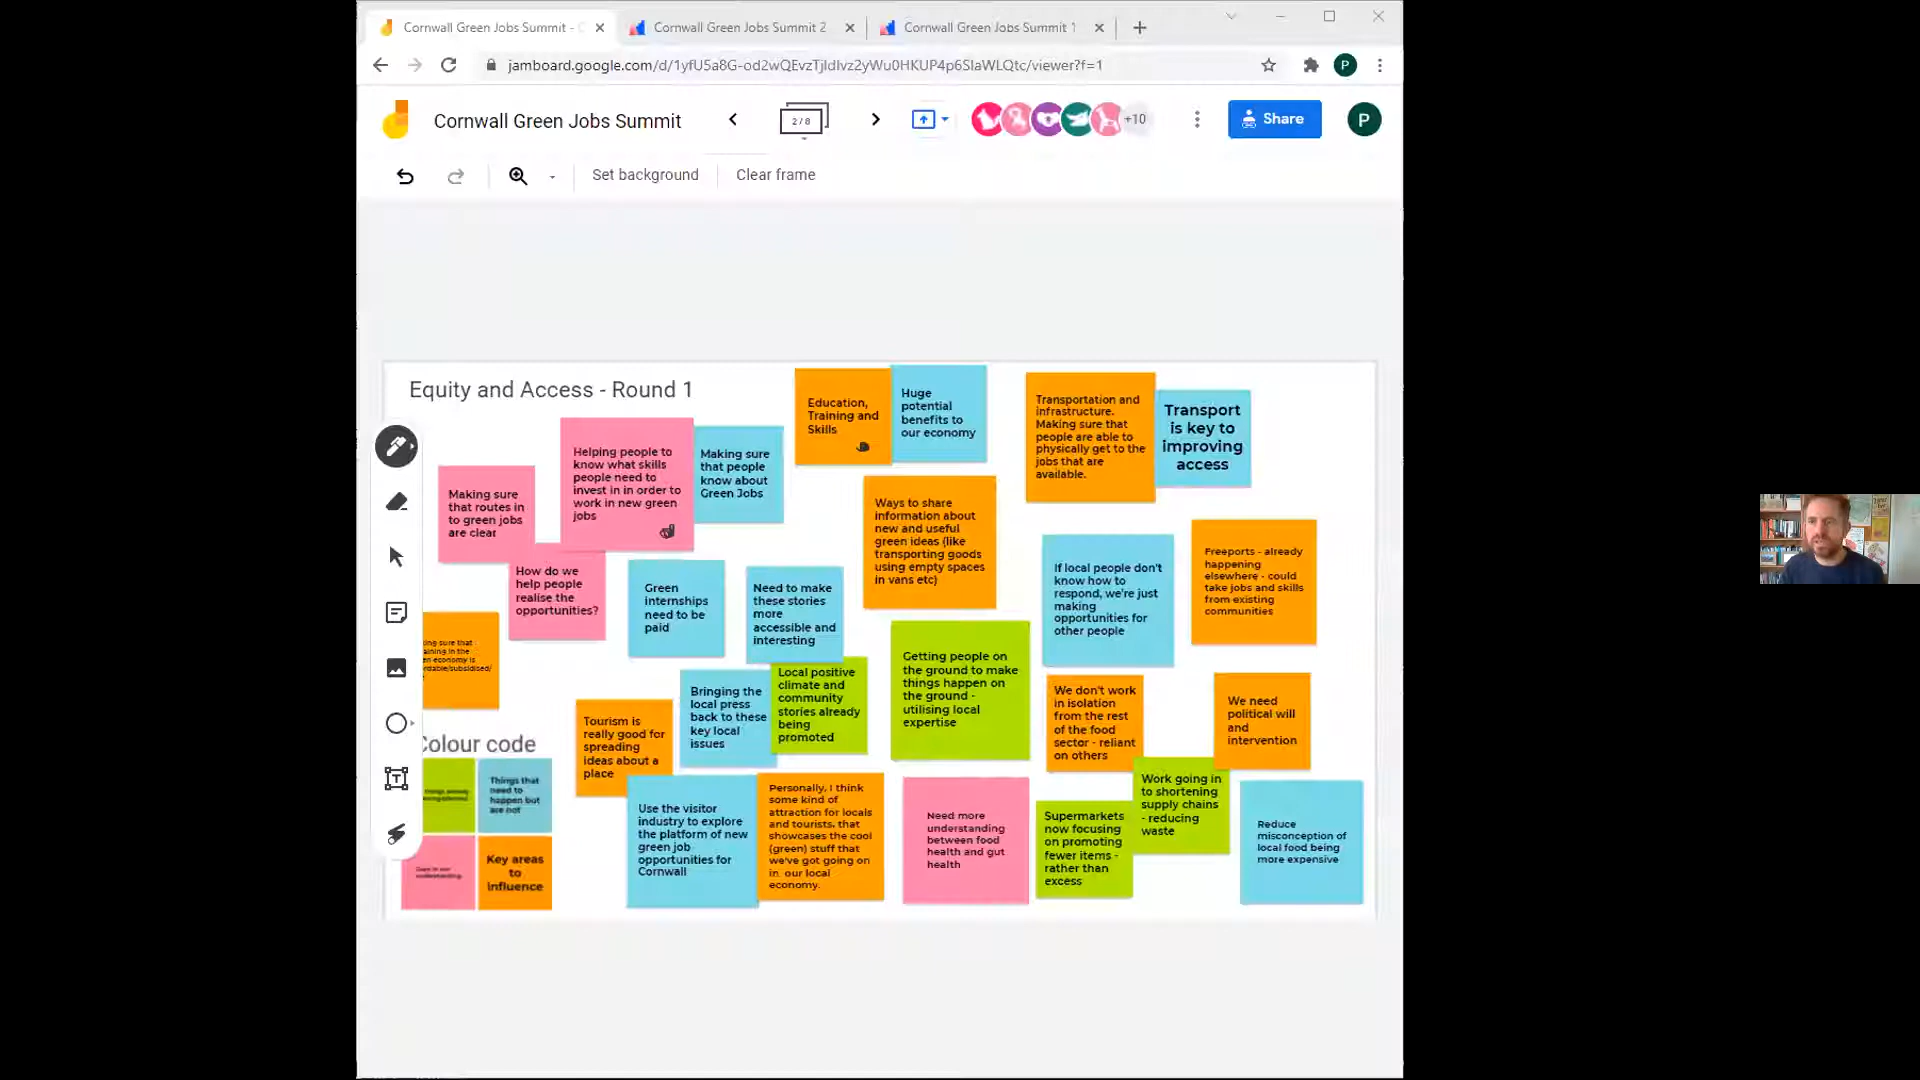 Cornwall Green Jobs Summit - C
Cornwall Green Jobs Summit 2
Cornwall Green Jobs Summit 1
jamboard.google.com/d/1yfU5a8G-od2wQEvzTjIdIvz2yWu0HKUP4p6SlaWLQtc/viewer?f=1
P
Cornwall Green Jobs Summit
2/8
+10
Share
P
Set background
Clear frame
Equity and Access - Round 1
Making sure
that routes in
to green jobs
are clear
Helping people to
know what skills
people need to
invest in in order to
work in new green
jobs
Making sure
that people
know about
Green Jobs
Education,
Training and
Skills
Huge
potential
benefits to
our economy
Transportation and
infrastructure.
Making sure that
people are able to
physically get to the
jobs that are
available.
Transport
is key to
improving
access
How do we
help people
realise the
opportunities?
Green
internships
need to be
paid
Need to make
these stories
more
accessible and
interesting
Ways to share
information about
new and useful
green ideas (like
transporting goods
using empty spaces
in vans etc)
If local people don't
know how to
respond, we're just
making
opportunities for
other people
Freeports - already
happening
elsewhere - could
take jobs and skills
from existing
communities
sure that
in the
economy is
Tourism is
really good for
spreading
ideas about a
place
Bringing the
local press
back to these
key local
issues
Local positive
climate and
community
stories already
being
promoted
Getting people on
the ground to make
things happen on
the ground -
utilising local
expertise
We don't work
in isolation
from the rest
of the food
sector - reliant
on others
We need
political will
and
intervention
Use the visitor
industry to explore
the platform of new
green job
opportunities for
Cornwall
Personally, I think
some kind of
attraction for locals
and tourists, that
showcases the cool
(green) stuff that
we've got going on
in our local
economy.
Need more
understanding
between food
health and gut
health
Supermarkets
now focusing
on promoting
fewer items -
rather than
excess
Work going in
to shortening
supply chains
- reducing
waste
Reduce
misconception of
local food being
more expensive
Colour code
Things that
need to
happen but
are not
Gaps in our
understanding
Key areas
to
influence